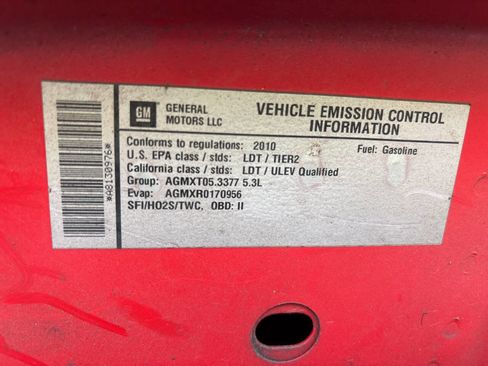 GM
GENERAL
MOTORS LLC
VEHICLE EMISSION CONTROL
INFORMATION
Conforms to regulations: 2010
Fuel: Gasoline
U.S. EPA class / stds: LDT / TIER2
California class / stds: LDT / ULEV Qualified
Group: AGMXT05.3377 5.3L
Evap: AGMXR0170956
SFI/HO2S/TWC, OBD: II
*A8130976*